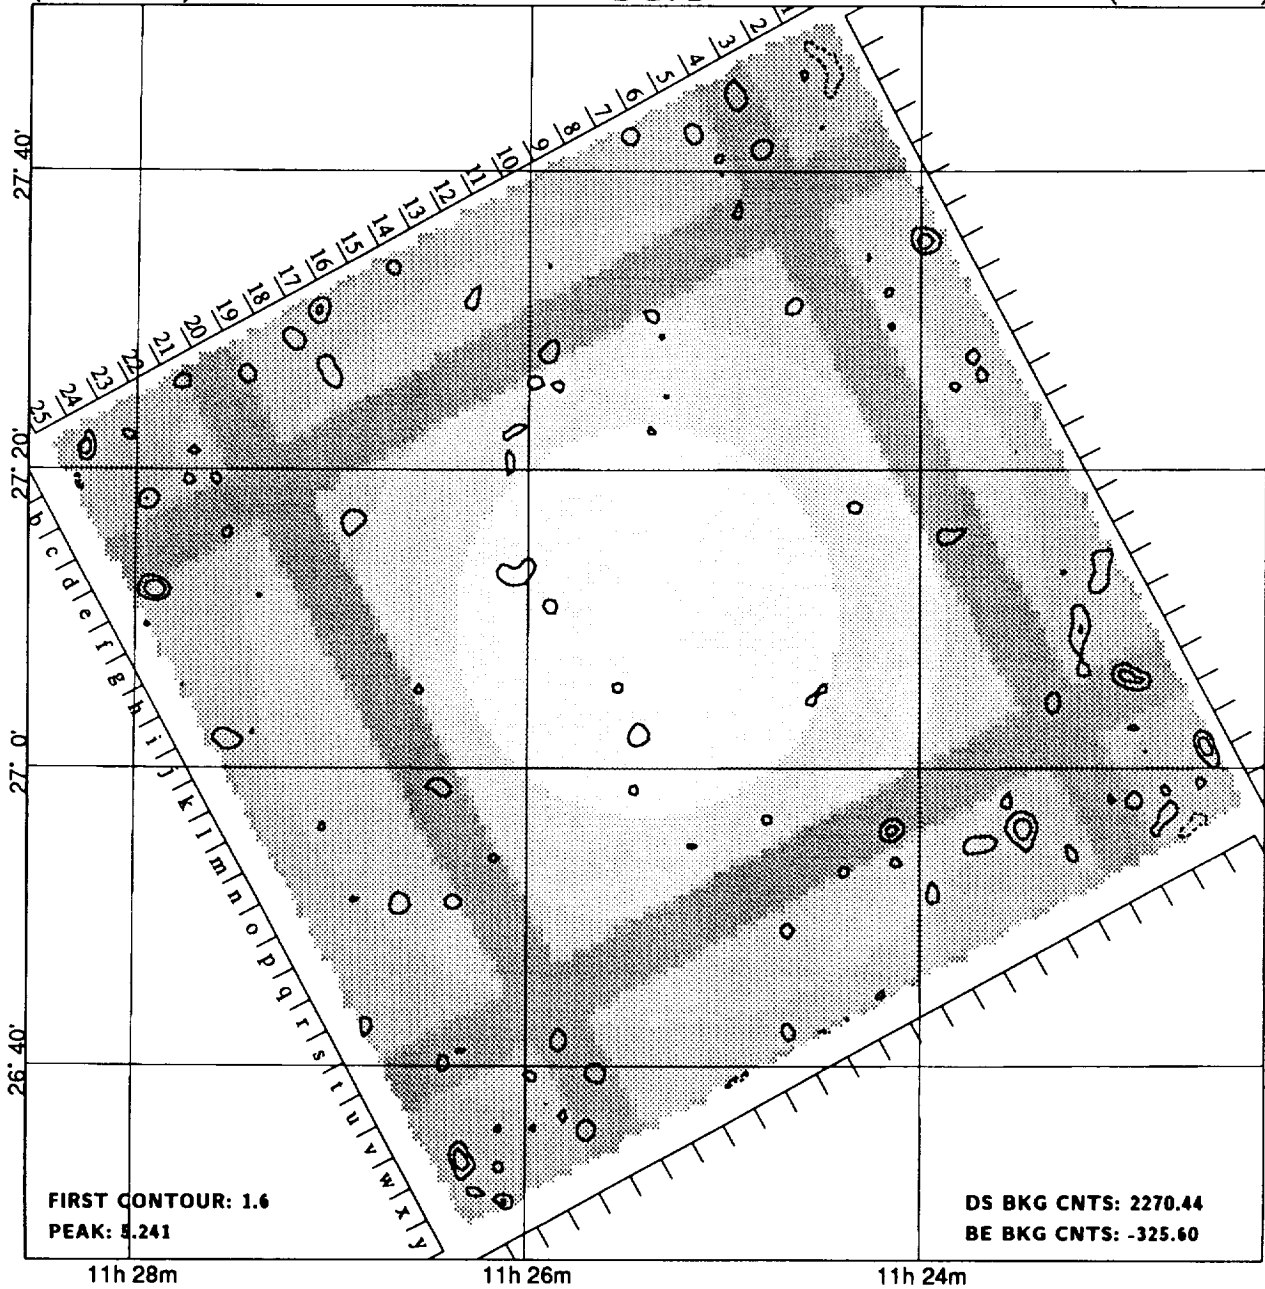 1 2 3 4 5 6 7 8 9 10 11 12 13 14 15 16 17 18 19 20 21 22 23 24 25
27° 40'
27° 20'
27° 0'
26° 40'
b c d e f g h i j k l m n o p q r s t u v w x y
FIRST CONTOUR: 1.6
PEAK: 5.241
DS BKG CNTS: 2270.44
BE BKG CNTS: -325.60
11h 28m
11h 26m
11h 24m